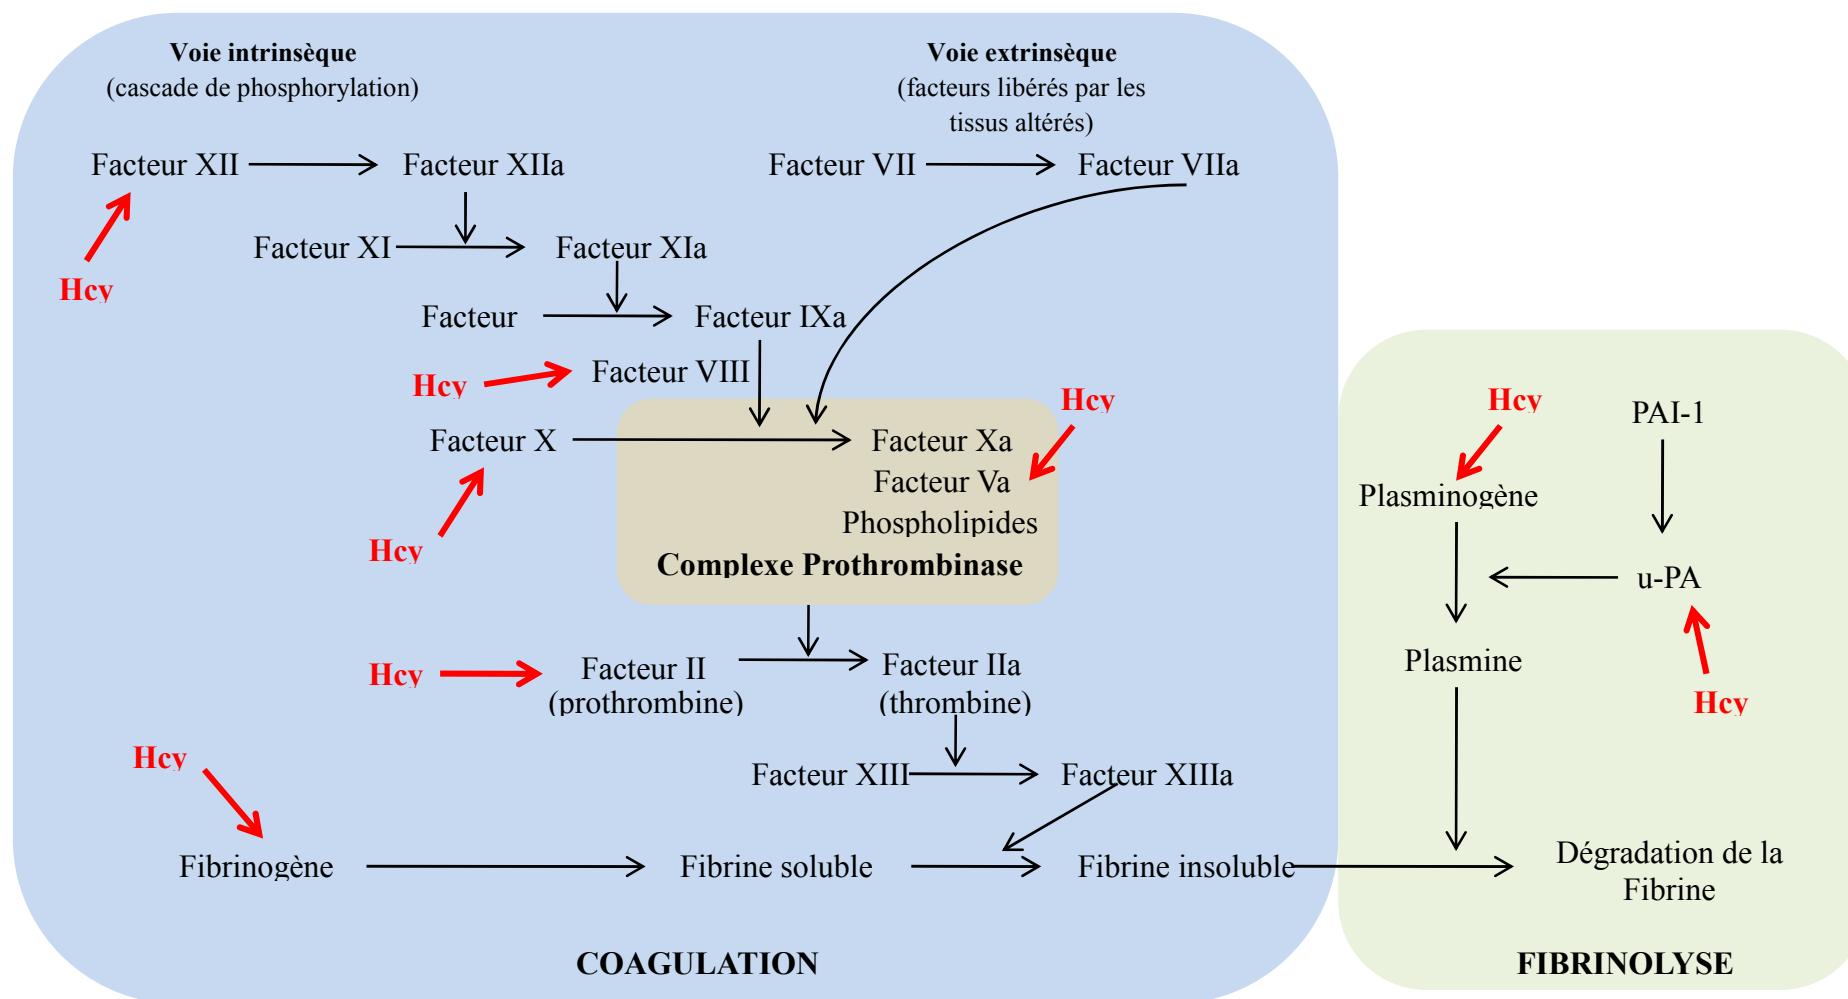 Voie intrinsèque
(cascade de phosphorylation)
Voie extrinsèque
(facteurs libérés par les
tissus altérés)
Facteur XII
Facteur XIIa
Facteur VII
Facteur VIIa
Hcy
Facteur XI
Facteur XIa
Facteur
Facteur IXa
Hcy
Facteur VIII
Hcy
Facteur X
Facteur Xa
Facteur Va
Phospholipides
Complexe Prothrombinase
Hcy
Hcy
Facteur II
(prothrombine)
Facteur IIa
(thrombine)
Hcy
Facteur XIII
Facteur XIIIa
Fibrinogène
Fibrine soluble
Fibrine insoluble
COAGULATION
Hcy
PAI-1
Plasminogène
u-PA
Plasmine
Hcy
Dégradation de la
Fibrine
FIBRINOLYSE